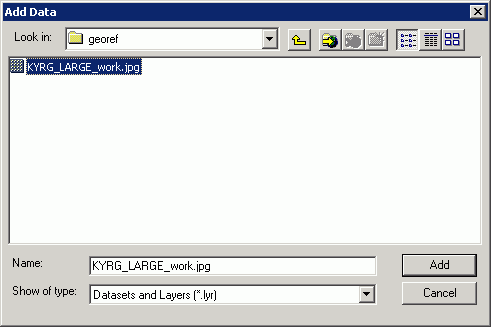 Add Data
Look in: georef
KYRG_LARGE_work.jpg
Name: KYRG_LARGE_work.jpg
Add
Show of type: Datasets and Layers (*.lyr)
Cancel